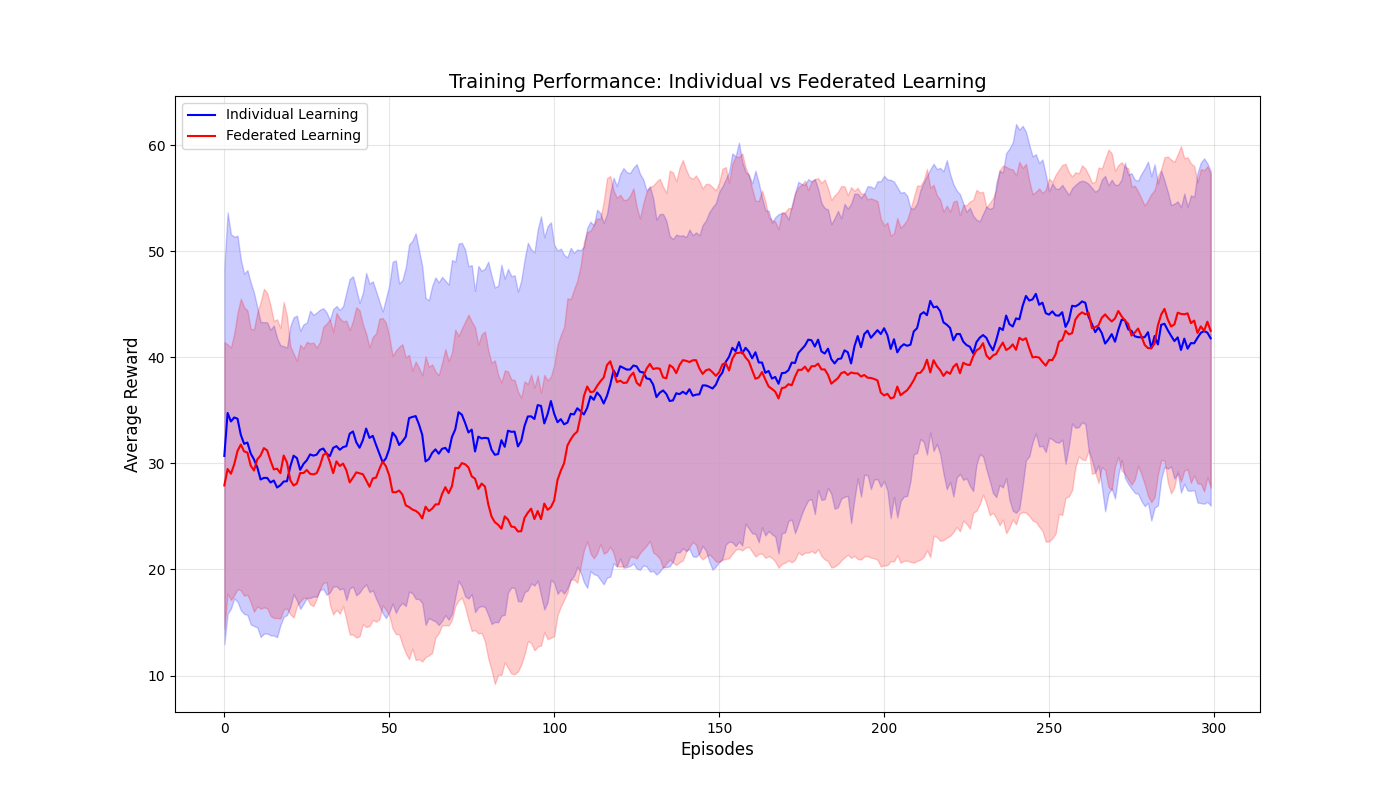 Training Performance: Individual vs Federated Learning
Individual Learning
Federated Learning
Average Reward
60
50
40
30
20
10
0 50 100 150 200 250 300
Episodes